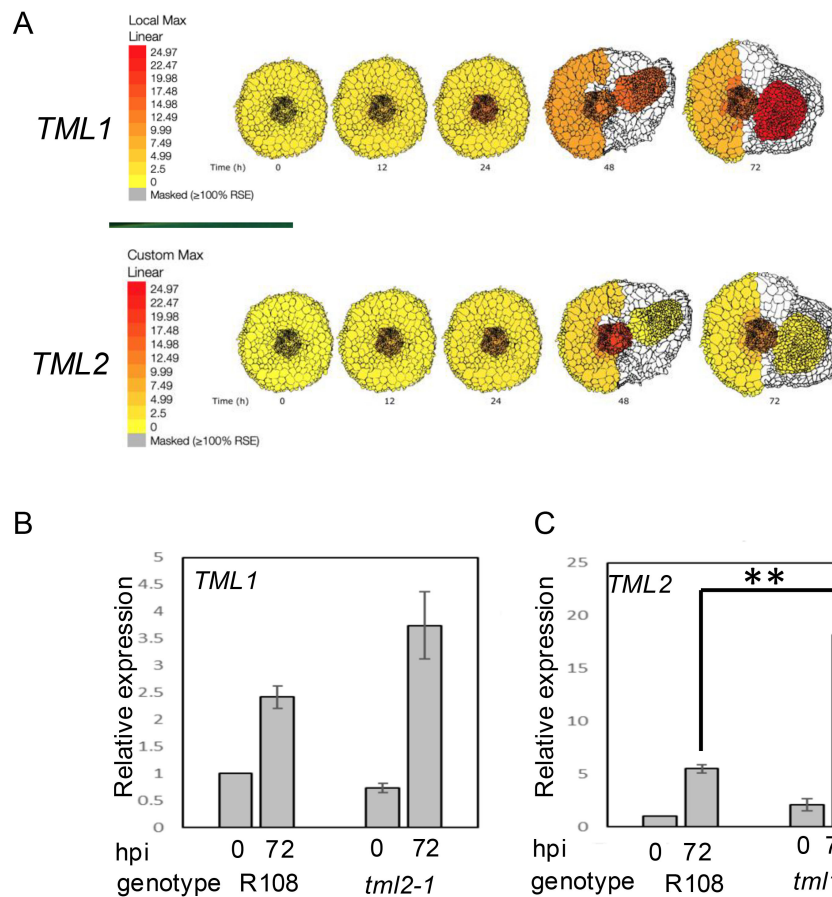 A
Local Max
Linear
24.97
22.47
19.98
17.48
14.98
12.49
9.99
7.49
4.99
2.5
0
Masked (≥100% RSE)
TML1
Time (h) 0 12 24 48 72
Custom Max
Linear
24.97
22.47
19.98
17.48
14.98
12.49
9.99
7.49
4.99
2.5
0
Masked (≥100% RSE)
TML2
Time (h) 0 12 24 48 72
B
Relative expression
5
4.5
4
3.5
3
2.5
2
1.5
1
0.5
0
TML1
hpi 0 72 0 72
genotype R108 tml2-1
C
Relative expression
25
20
15
10
5
0
TML2
**
hpi 0 72 0
genotype R108